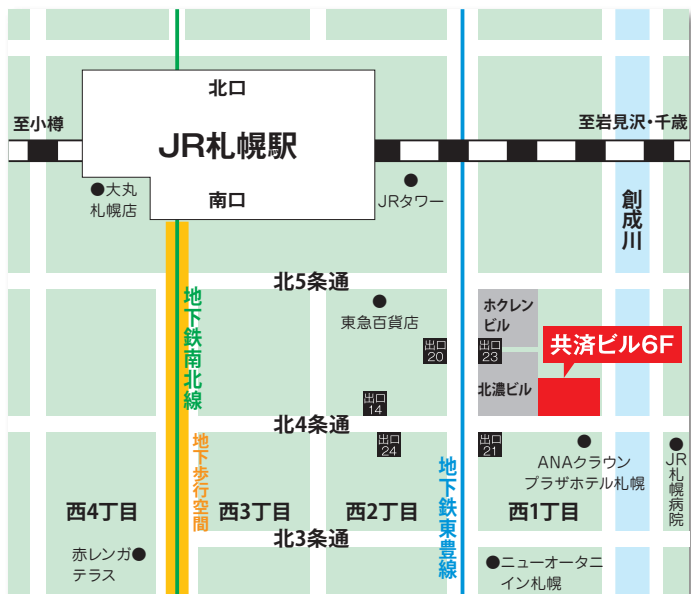 北口
至小樽
至岩見沢・千歳
JR札幌駅
大丸
札幌店
南口
JRタワー
創成川
北5条通
地下鉄南北線
東急百貨店
ホクレン
ビル
出口
20
出口
23
共済ビル6F
北濃ビル
出口
14
北4条通
出口
24
出口
21
地下歩行空間
地下鉄東豊線
ANAクラウン
プラザホテル札幌
JR札幌病院
西4丁目
西3丁目
西2丁目
西1丁目
北3条通
赤レンガ
テラス
ニューオータニ
イン札幌